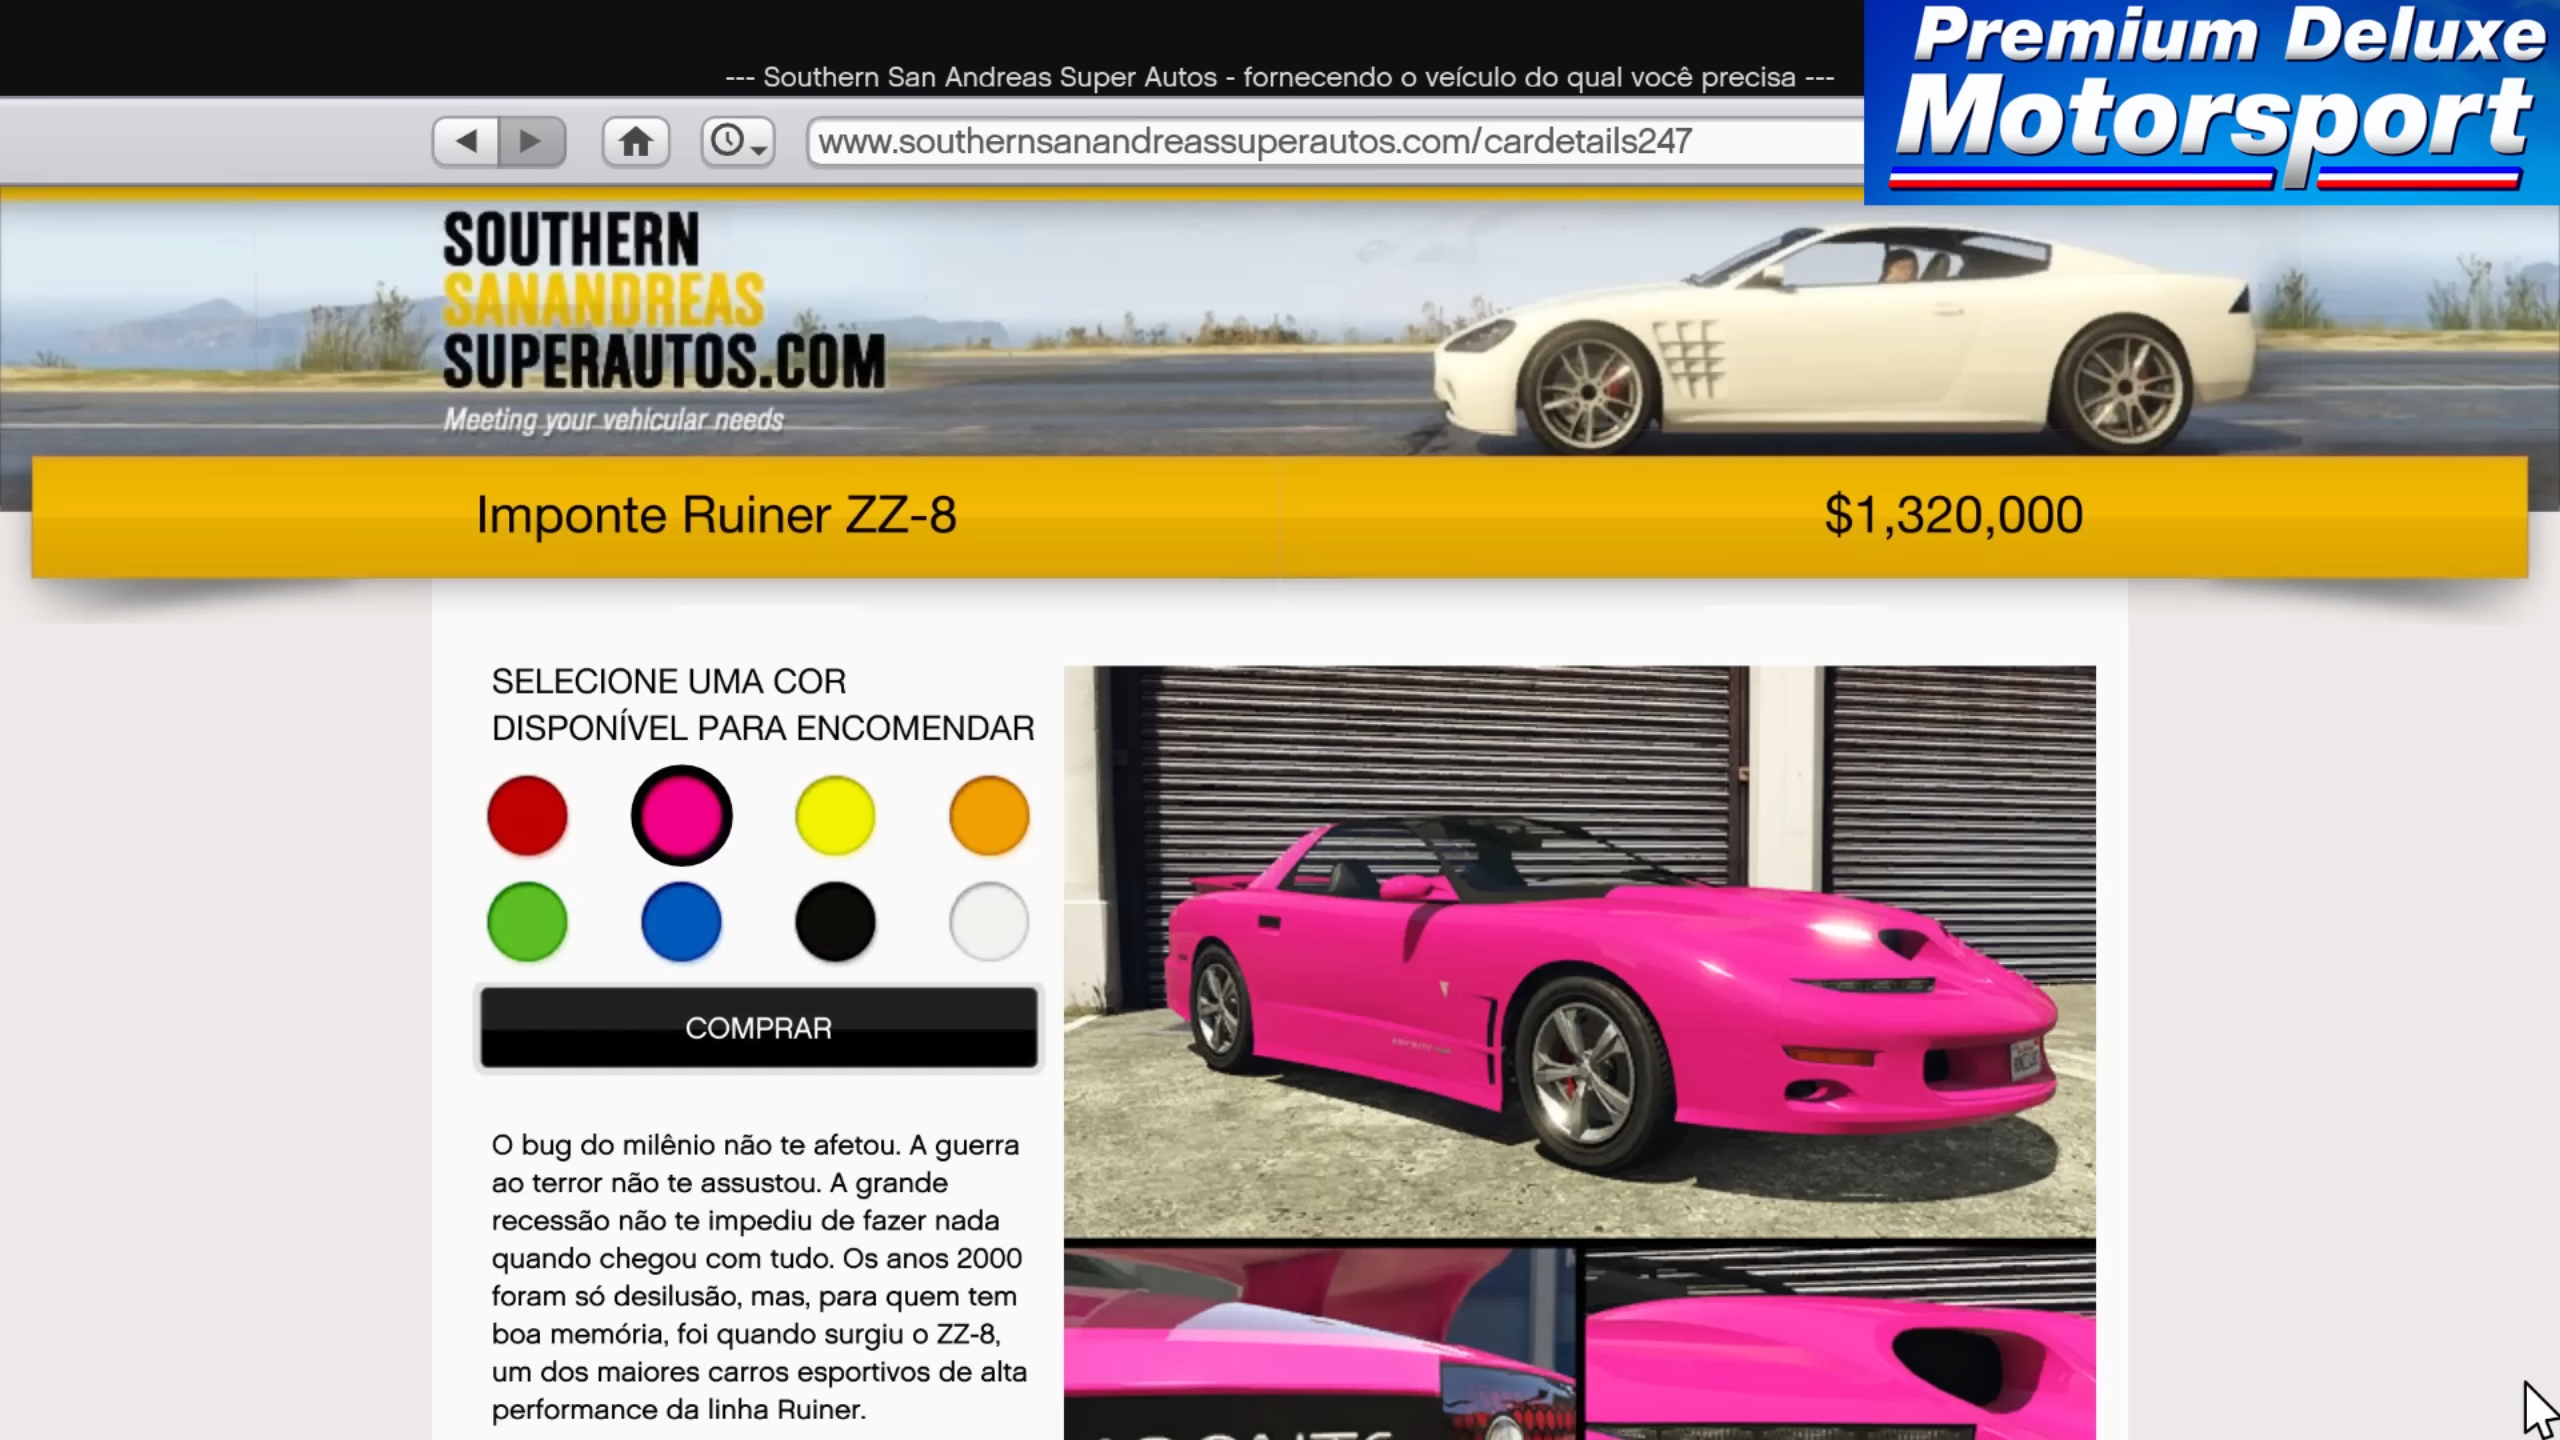 Premium Deluxe
Motorsport
--- Southern San Andreas Super Autos - fornecendo o veículo do qual você precisa ---
www.southernsanandreassuperautos.com/cardetails247
SOUTHERN
SANANDREAS
SUPERAUTOS.COM
Meeting your vehicular needs
Imponte Ruiner ZZ-8
$1,320,000
SELECIONE UMA COR
DISPONÍVEL PARA ENCOMENDAR
COMPRAR
O bug do milênio não te afetou. A guerra
ao terror não te assustou. A grande
recessão não te impediu de fazer nada
quando chegou com tudo. Os anos 2000
foram só desilusão, mas, para quem tem
boa memória, foi quando surgiu o ZZ-8,
um dos maiores carros esportivos de alta
performance da linha Ruiner.